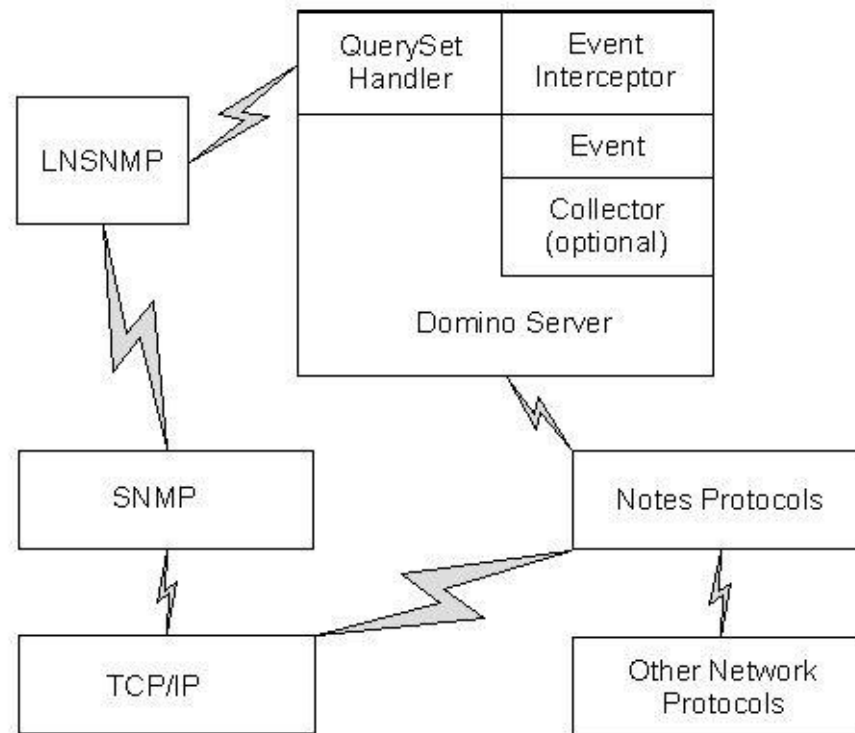 QuerySet
Handler
Event
Interceptor
LNSNMP
Event
Collector
(optional)
Domino Server
SNMP
Notes Protocols
TCP/IP
Other Network
Protocols